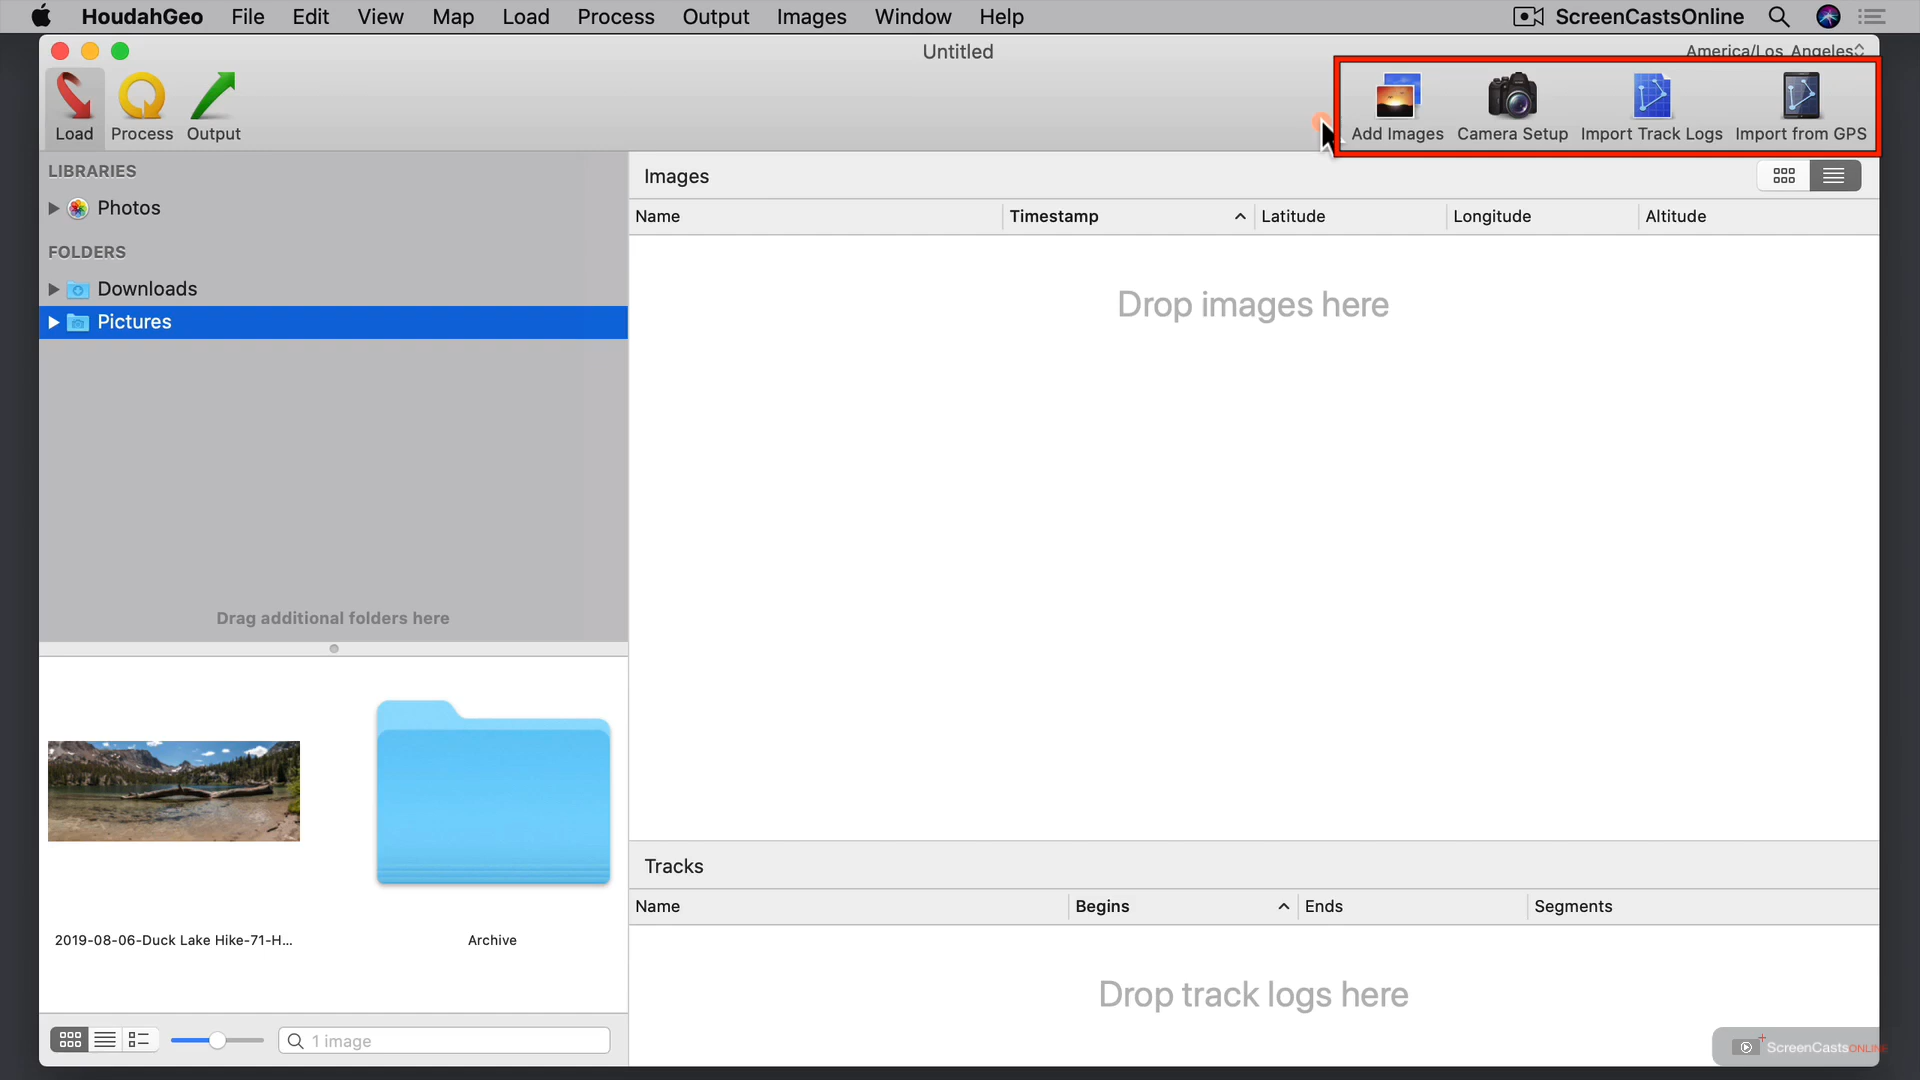 HoudahGeo File Edit View Map Load Process Output Images Window Help ScreenCastsOnline
Untitled
America/Los_Angeles
Load Process Output
Add Images Camera Setup Import Track Logs Import from GPS
LIBRARIES
Photos
FOLDERS
Downloads
Pictures
Drag additional folders here
2019-08-06-Duck Lake Hike-71-H...
Archive
1 image
Images
Name Timestamp Latitude Longitude Altitude
Drop images here
Tracks
Name Begins Ends Segments
Drop track logs here
ScreenCastsONLINE